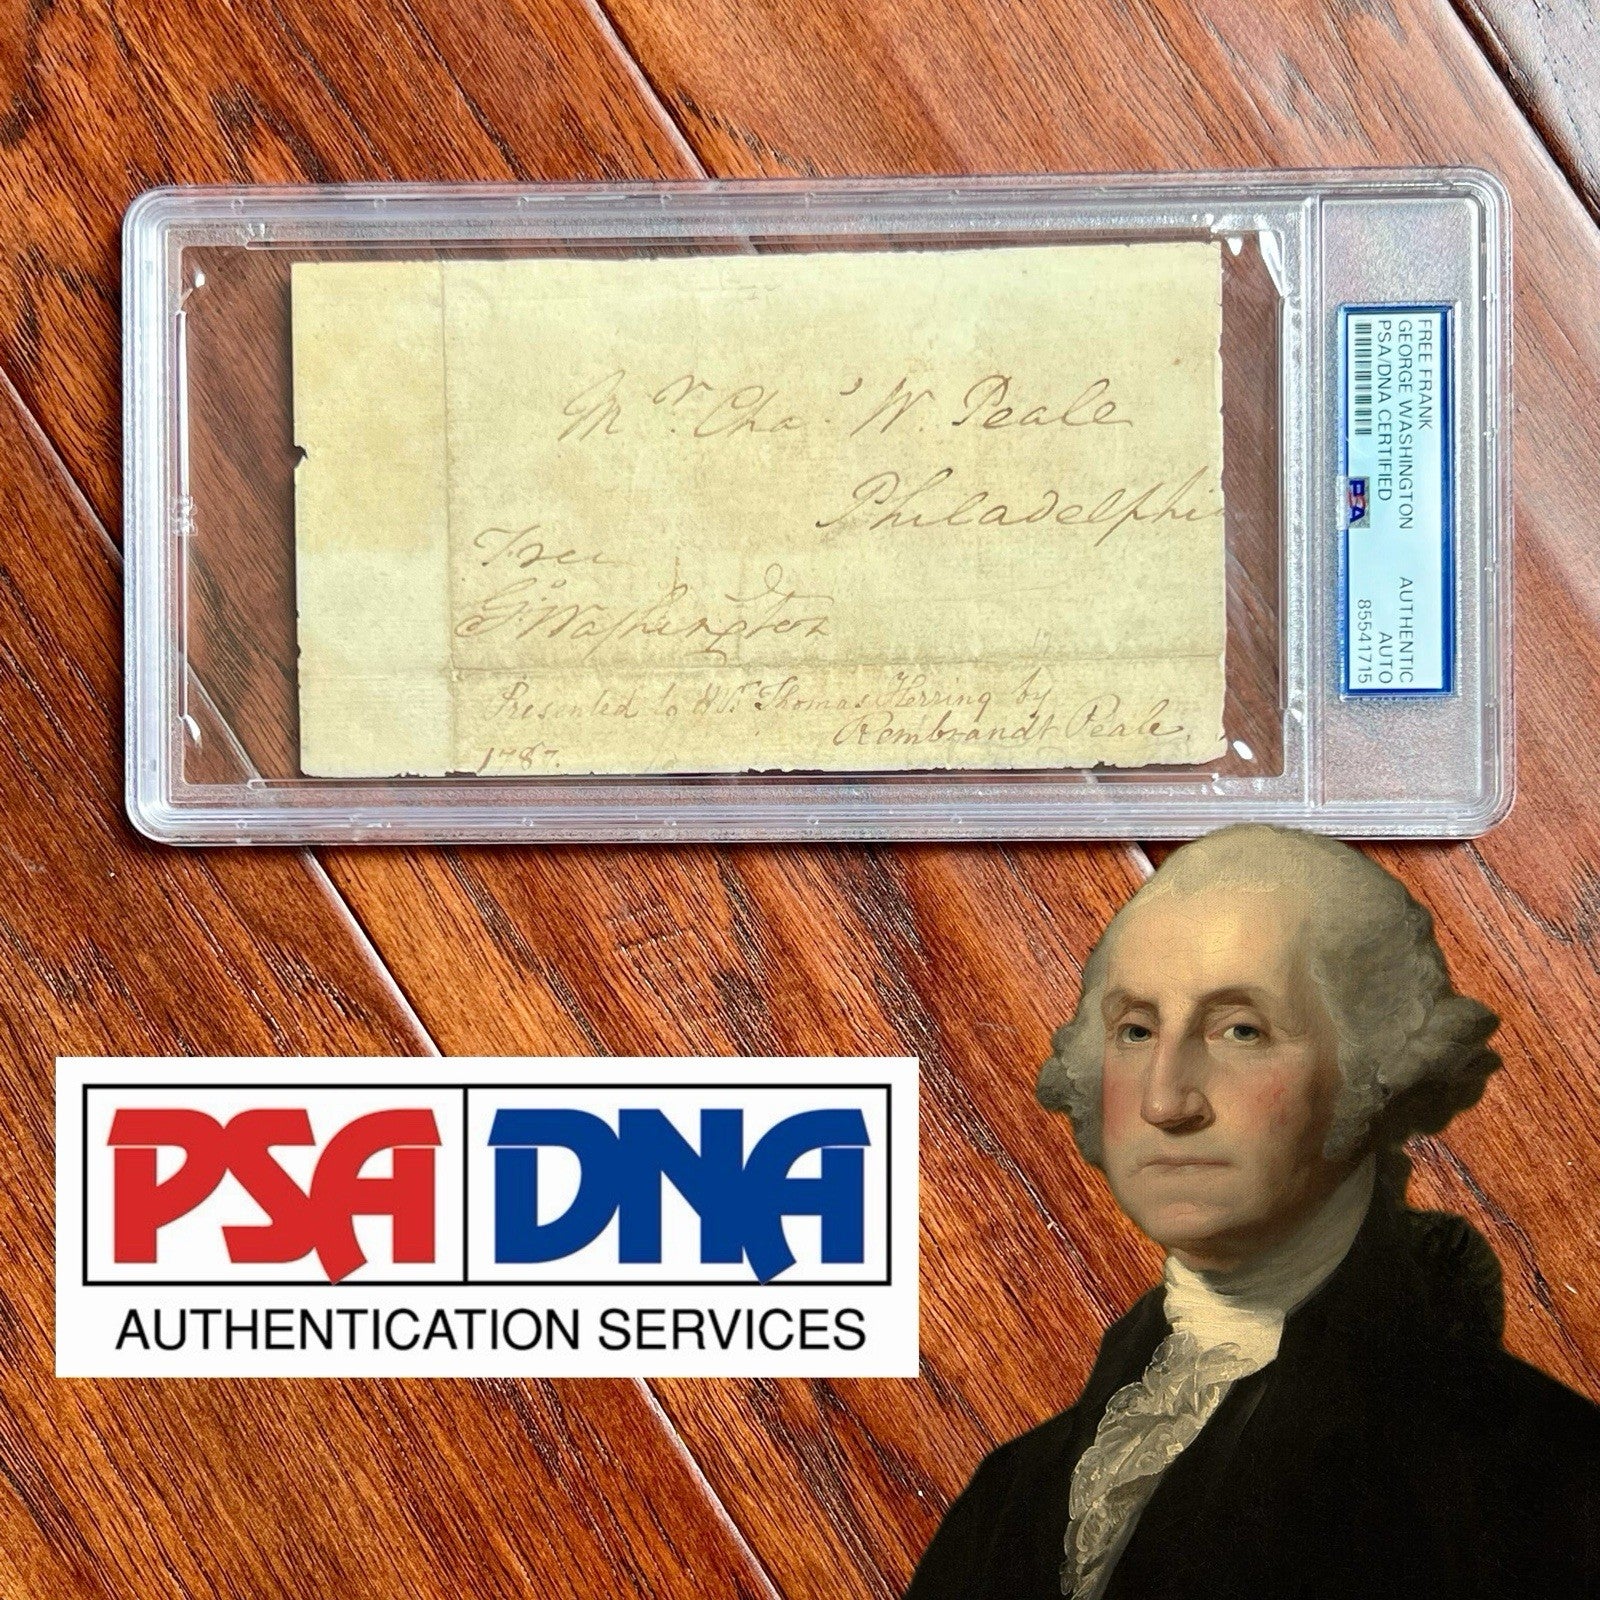 Mr. Chas. W. Peale
Philadelphi
Free
Go Washington
Presented to Thomas Herring by
Rembrandt Peale.
1787.
FREE FRANK
GEORGE WASHINGTON
PSA/DNA CERTIFIED
AUTHENTIC
AUTO
85541715
PSA
PSA DNA
AUTHENTICATION SERVICES